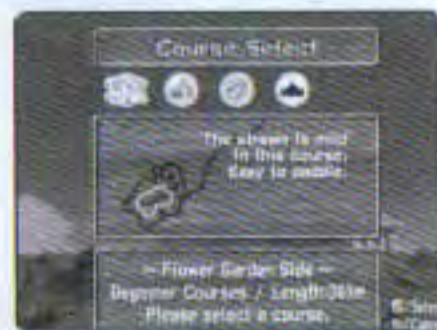 Course Select
The stream is mild
in this course.
Easy to paddle.
— Flower Garden Side —
Beginner Courses / Length:361m
Please select a course.